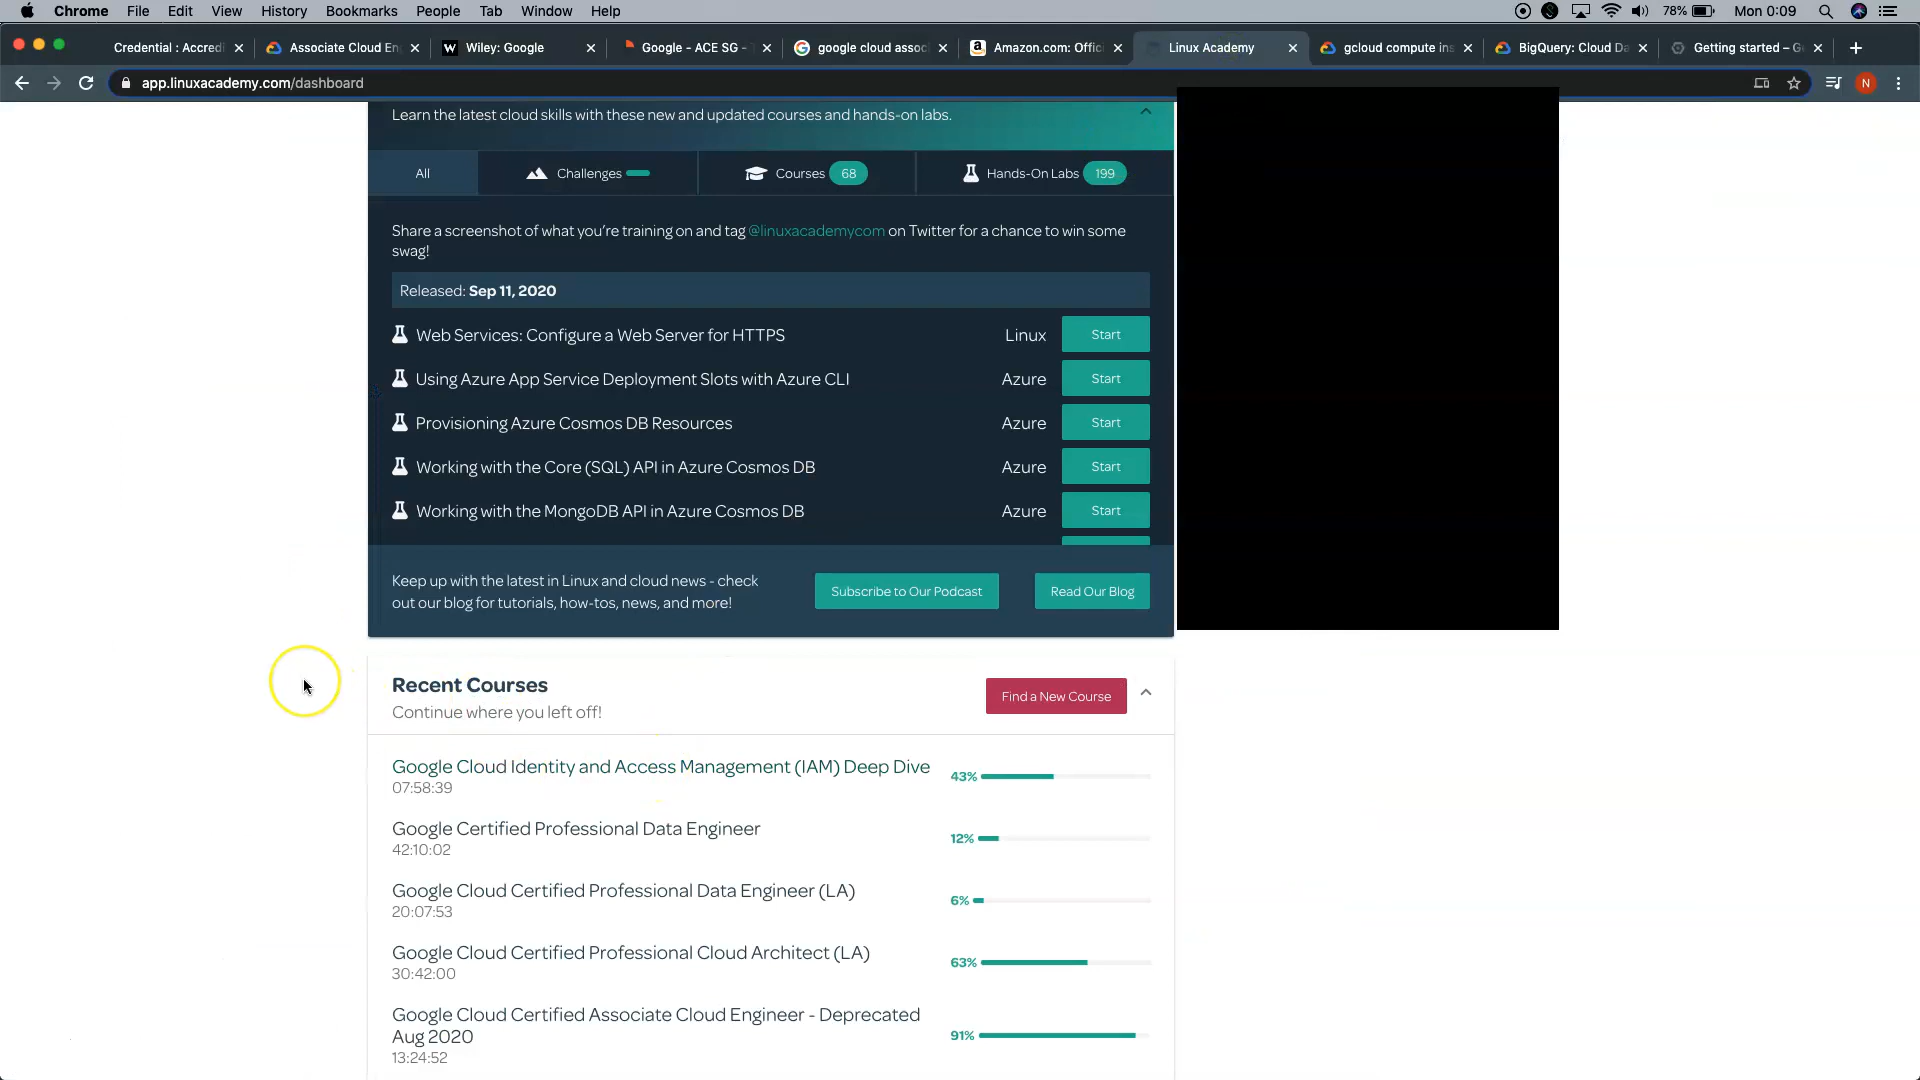 Chrome File Edit View History Bookmarks People Tab Window Help 78% Mon 0:09
Credential : Accredi Associate Cloud En Wiley: Google Google - ACE SG - google cloud assoc Amazon.com: Offici Linux Academy gcloud compute ins BigQuery: Cloud Da Getting started – G
app.linuxacademy.com/dashboard N
Learn the latest cloud skills with these new and updated courses and hands-on labs.
All Challenges Courses 68 Hands-On Labs 199
Share a screenshot of what you're training on and tag @linuxacademycom on Twitter for a chance to win some
swag!
Released: Sep 11, 2020
Web Services: Configure a Web Server for HTTPS Linux Start
Using Azure App Service Deployment Slots with Azure CLI Azure Start
Provisioning Azure Cosmos DB Resources Azure Start
Working with the Core (SQL) API in Azure Cosmos DB Azure Start
Working with the MongoDB API in Azure Cosmos DB Azure Start
Keep up with the latest in Linux and cloud news - check
out our blog for tutorials, how-tos, news, and more!
Subscribe to Our Podcast Read Our Blog
Recent Courses
Continue where you left off!
Find a New Course
Google Cloud Identity and Access Management (IAM) Deep Dive 43%
07:58:39
Google Certified Professional Data Engineer 12%
42:10:02
Google Cloud Certified Professional Data Engineer (LA) 6%
20:07:53
Google Cloud Certified Professional Cloud Architect (LA) 63%
30:42:00
Google Cloud Certified Associate Cloud Engineer - Deprecated
Aug 2020 91%
13:24:52